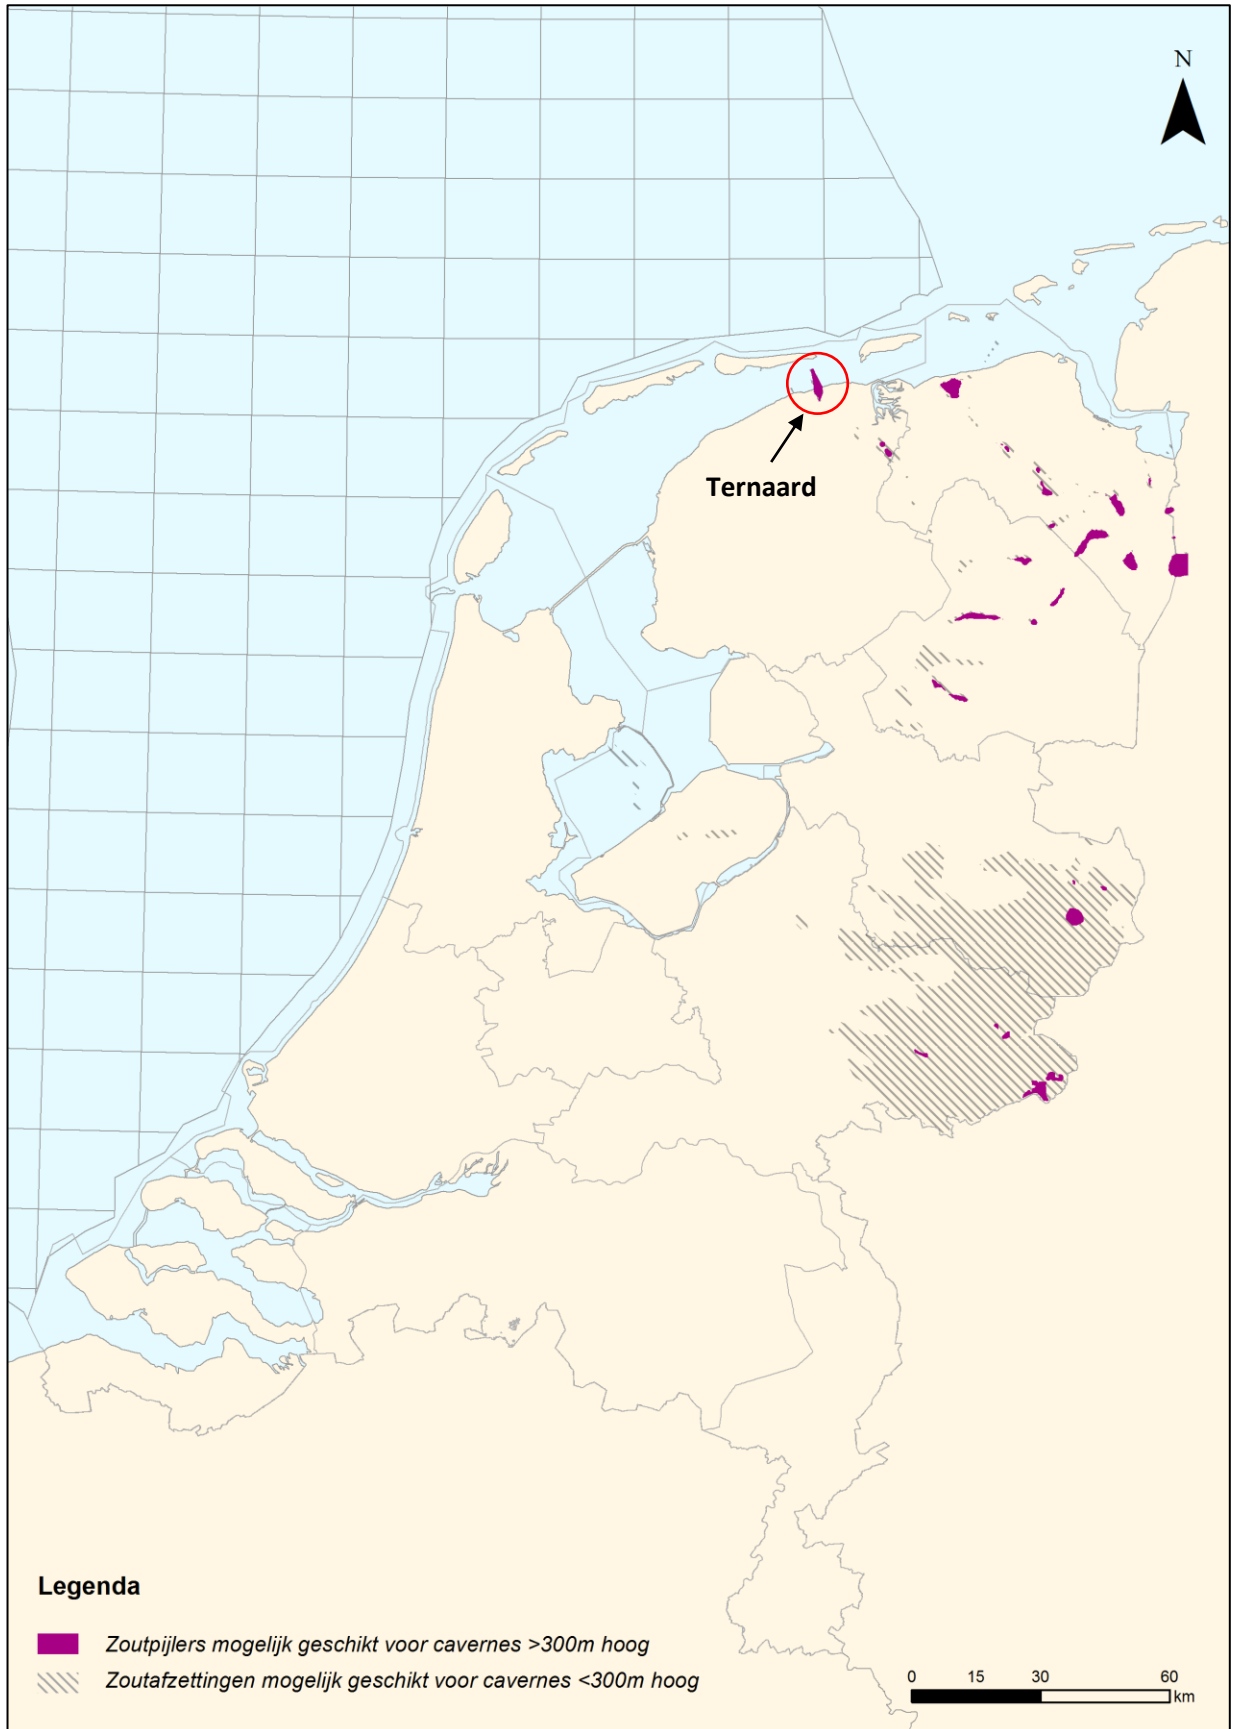 N
Ternaard
Legenda
Zoutpijlers mogelijk geschikt voor cavernes >300m hoog
Zoutafzettingen mogelijk geschikt voor cavernes <300m hoog
0 15 30 60
km